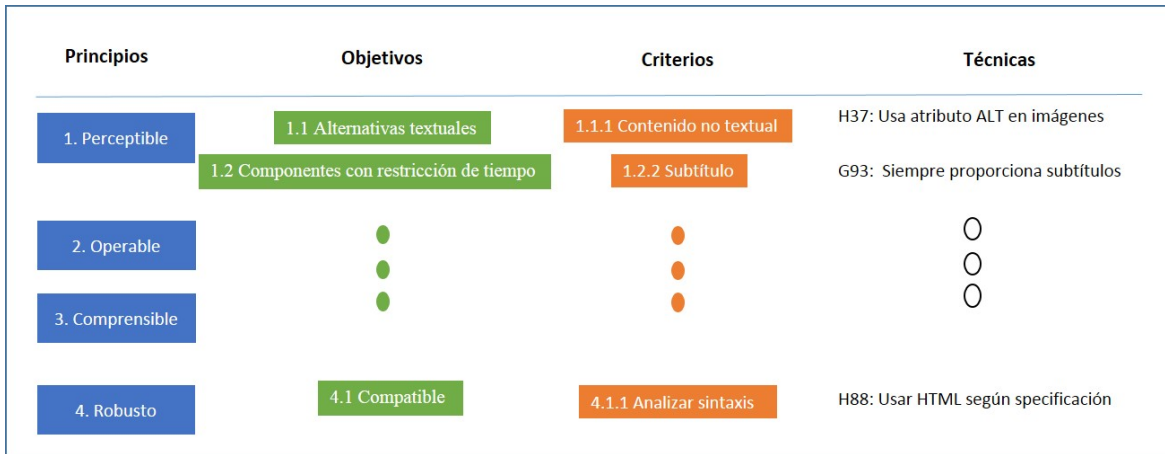 Principios Objetivos Criterios Técnicas
1. Perceptible 1.1 Alternativas textuales 1.1.1 Contenido no textual H37: Usa atributo ALT en imágenes
1.2 Componentes con restricción de tiempo 1.2.2 Subtítulo G93: Siempre proporciona subtítulos
2. Operable
3. Comprensible
4. Robusto 4.1 Compatible 4.1.1 Analizar sintaxis H88: Usar HTML según specificación